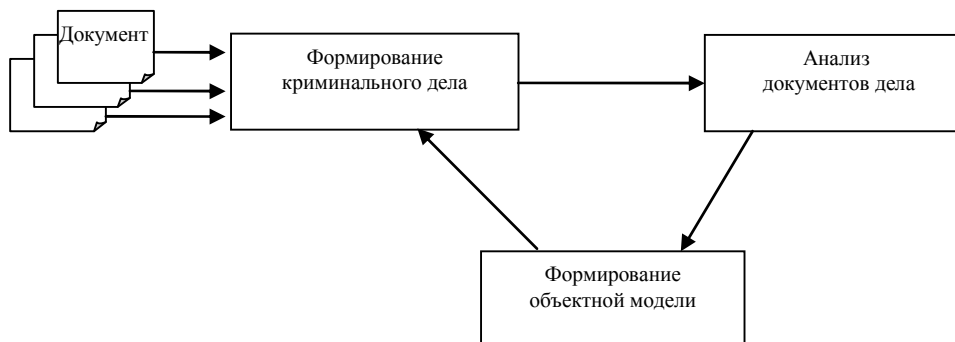 Документ
Формирование
криминального дела
Анализ
документов дела
Формирование
объектной модели